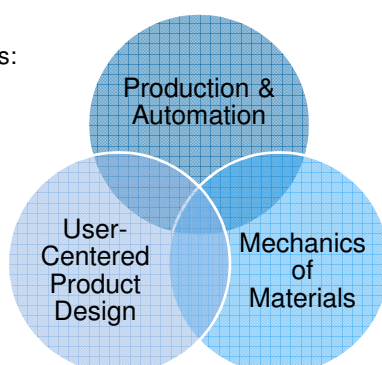 s:
Production &
Automation
User-
Centered
Product
Design
Mechanics
of
Materials